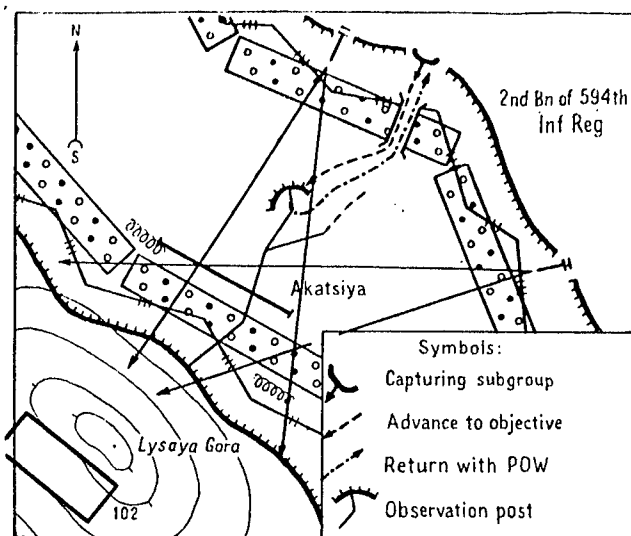 N
S
2nd Bn of 594th
Inf Reg
Akatsiya
Lysaya Gora
102
Symbols:
Capturing subgroup
Advance to objective
Return with POW
Observation post